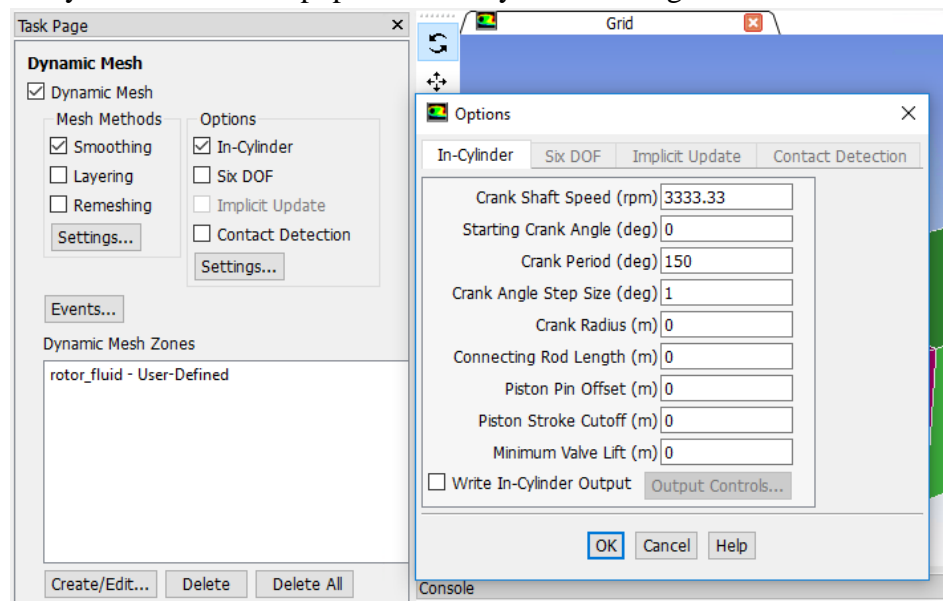 Task Page
Dynamic Mesh
Dynamic Mesh
Mesh Methods
Smoothing
Layering
Remeshing
Settings...
Options
In-Cylinder
Six DOF
Implicit Update
Contact Detection
Settings...
Events...
Dynamic Mesh Zones
rotor_fluid - User-Defined
Create/Edit... Delete Delete All
Grid
Options
In-Cylinder Six DOF Implicit Update Contact Detection
Crank Shaft Speed (rpm) 3333.33
Starting Crank Angle (deg) 0
Crank Period (deg) 150
Crank Angle Step Size (deg) 1
Crank Radius (m) 0
Connecting Rod Length (m) 0
Piston Pin Offset (m) 0
Piston Stroke Cutoff (m) 0
Minimum Valve Lift (m) 0
Write In-Cylinder Output Output Controls...
OK Cancel Help
Console